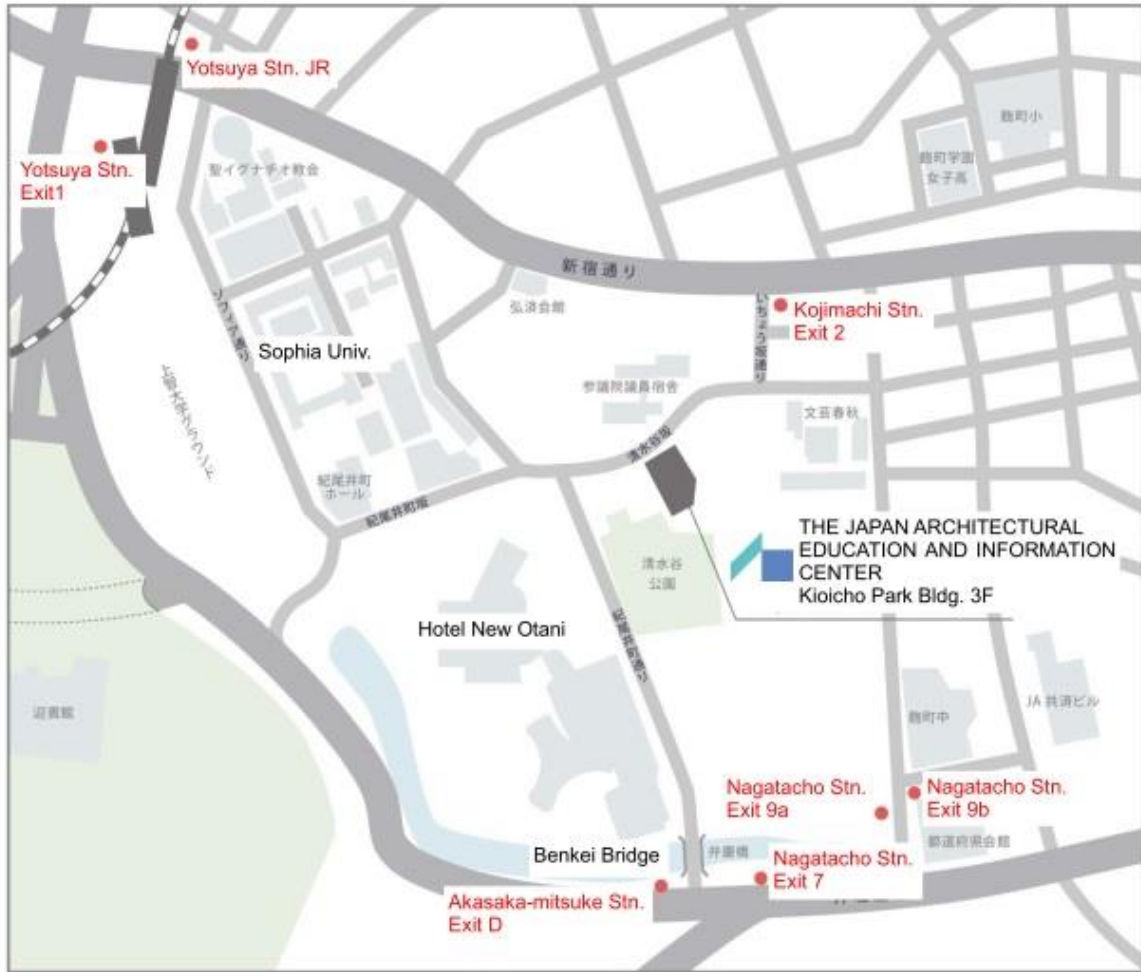 Yotsuya Stn. JR
麹町小
Yotsuya Stn.
Exit1
聖イグナチオ教会
麹町学園
女子高
新宿通り
弘済会館
いちょう坂通り
Kojimachi Stn.
Exit 2
ソフィア通り
Sophia Univ.
上智大学グラウンド
参議院議員宿舎
文芸春秋
清水谷坂
紀尾井町
ホール
紀尾井町坂
THE JAPAN ARCHITECTURAL
EDUCATION AND INFORMATION
CENTER
Kioicho Park Bldg. 3F
清水谷
公園
Hotel New Otani
紀尾井町通り
迎賓館
麹町中
JA 共済ビル
Nagatacho Stn.
Exit 9a
Nagatacho Stn.
Exit 9b
都道府県会館
Benkei Bridge
弁慶橋
Nagatacho Stn.
Exit 7
Akasaka-mitsuke Stn.
Exit D